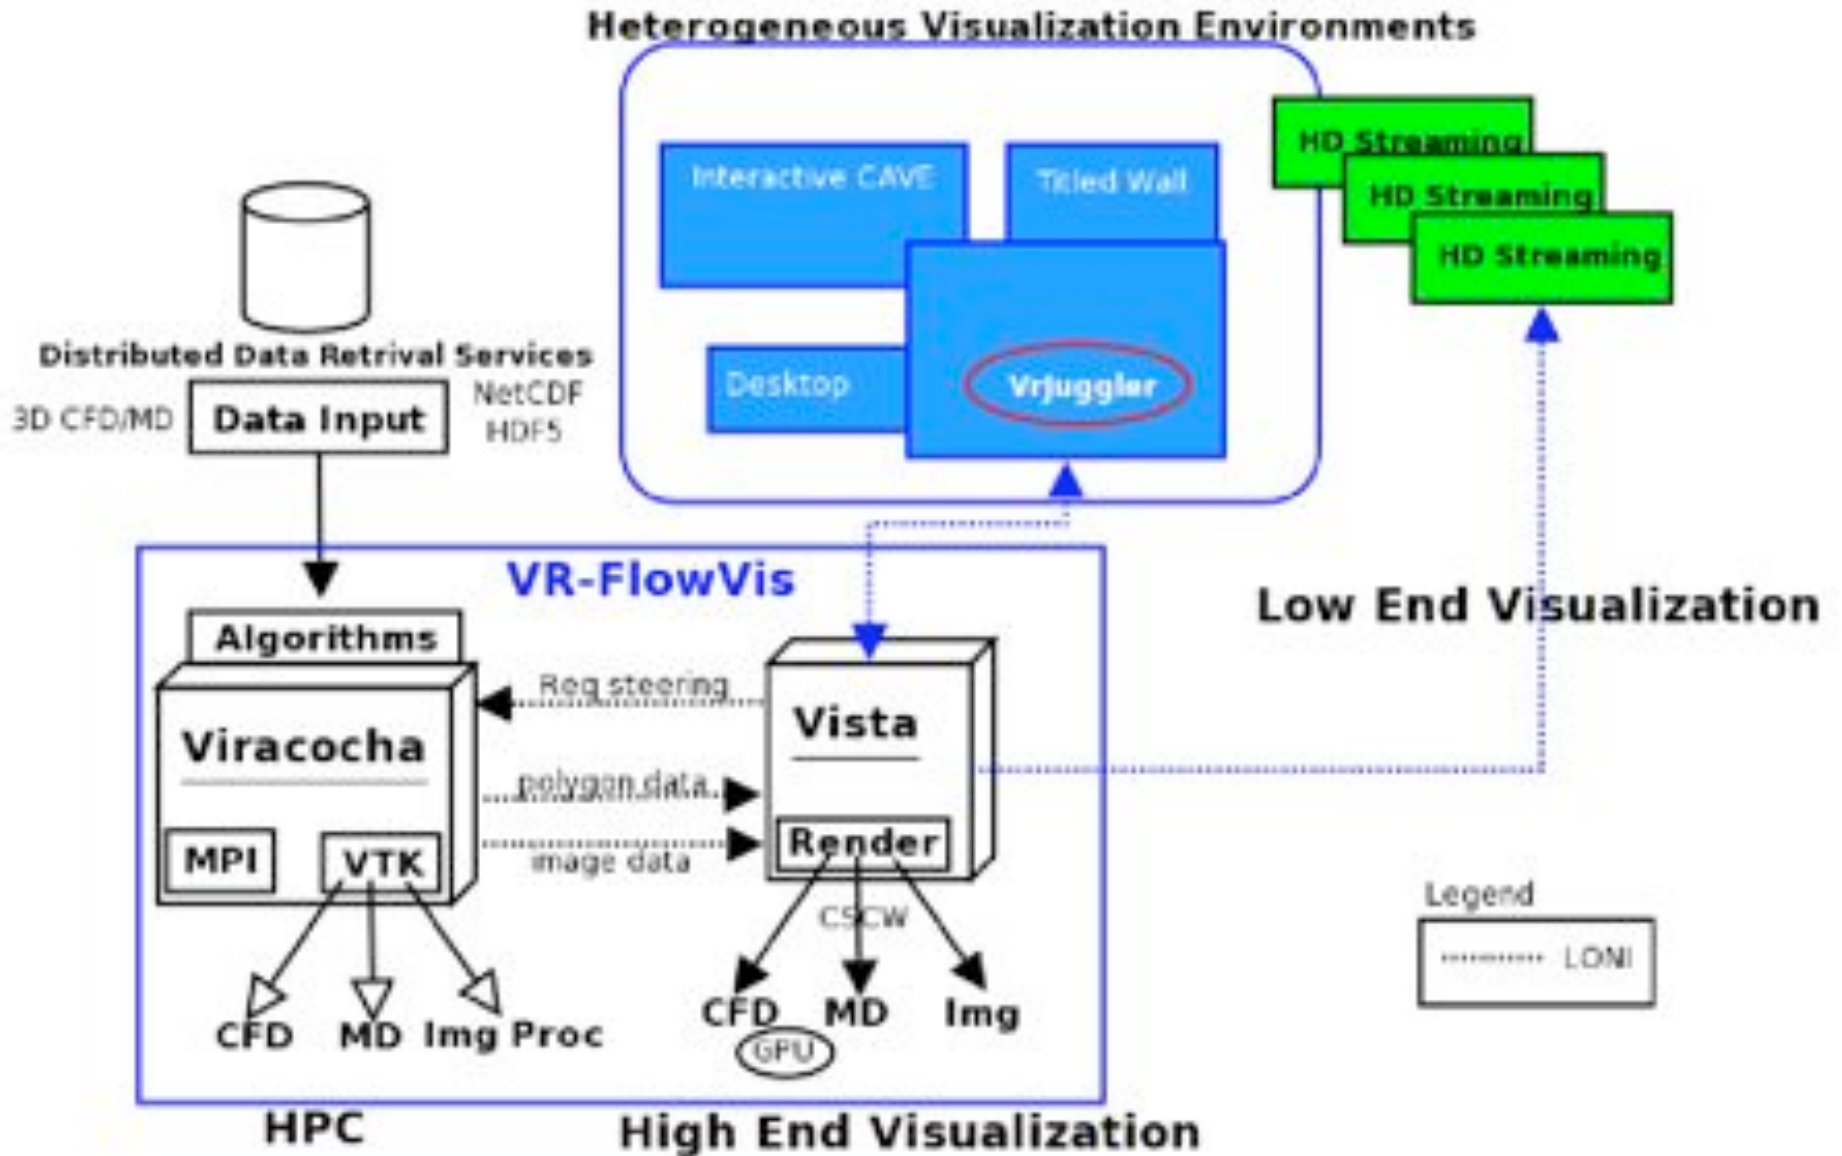 Heterogeneous Visualization Environments
Interactive CAVE
Titled Wall
HD Streaming
HD Streaming
HD Streaming
Desktop
VrJuggler
Distributed Data Retrival Services
3D CFD/MD
Data Input
NetCDF
HDF5
VR-FlowVis
Low End Visualization
Algorithms
Viracocha
MPI
VTK
Req steering
polygon data
image data
Vista
Render
CSCW
CFD
MD
Img Proc
CFD
MD
Img
GPU
HPC
High End Visualization
Legend
LONI